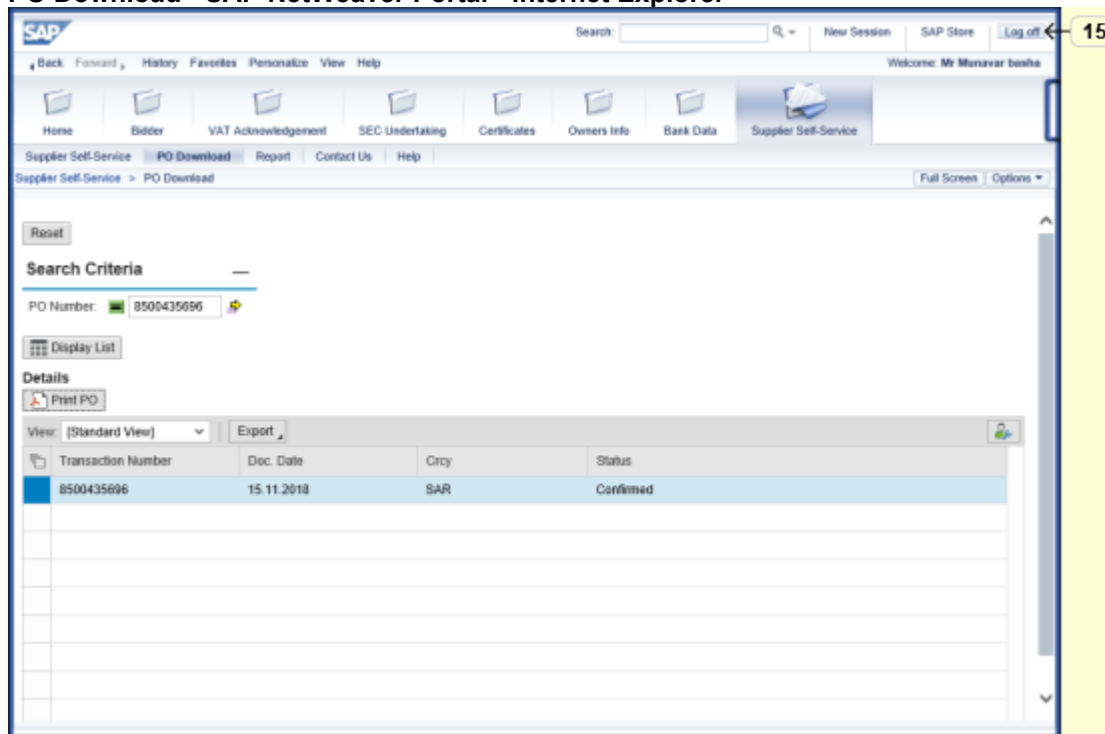 PO Download - SAP NetWeaver Portal - Internet Explorer
SAP Search: New Session SAP Store Log off 15
Back Forward History Favorites Personalize View Help Welcome: Mr Munavar basha
Home Bidder VAT Acknowledgement SEC Undertaking Certificates Owners Info Bank Data Supplier Self-Service
Supplier Self-Service PO Download Report Contact Us Help
Supplier Self-Service > PO Download Full Screen Options
Reset
Search Criteria
PO Number: 8500435696
Display List
Details
Print PO
View: [Standard View] Export
Transaction Number Doc. Date Crcy Status
8500435696 15.11.2018 SAR Confirmed